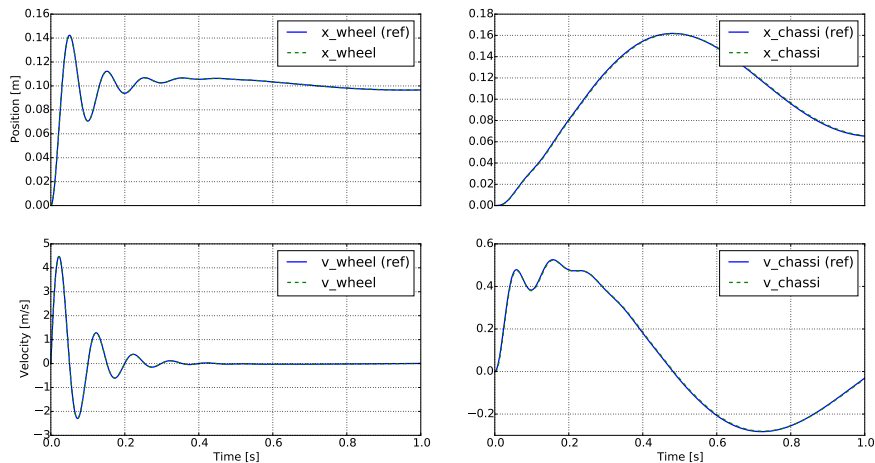 0.16
0.14
0.12
0.10
0.08
0.06
0.04
0.02
0.00
Position [m]
x_wheel (ref)
x_wheel
0.18
0.16
0.14
0.12
0.10
0.08
0.06
0.04
0.02
0.00
x_chassi (ref)
x_chassi
5
4
3
2
1
0
−1
−2
−3
Velocity [m/s]
v_wheel (ref)
v_wheel
0.0 0.2 0.4 0.6 0.8 1.0
Time [s]
0.6
0.4
0.2
0.0
−0.2
v_chassi (ref)
v_chassi
0.0 0.2 0.4 0.6 0.8 1.0
Time [s]